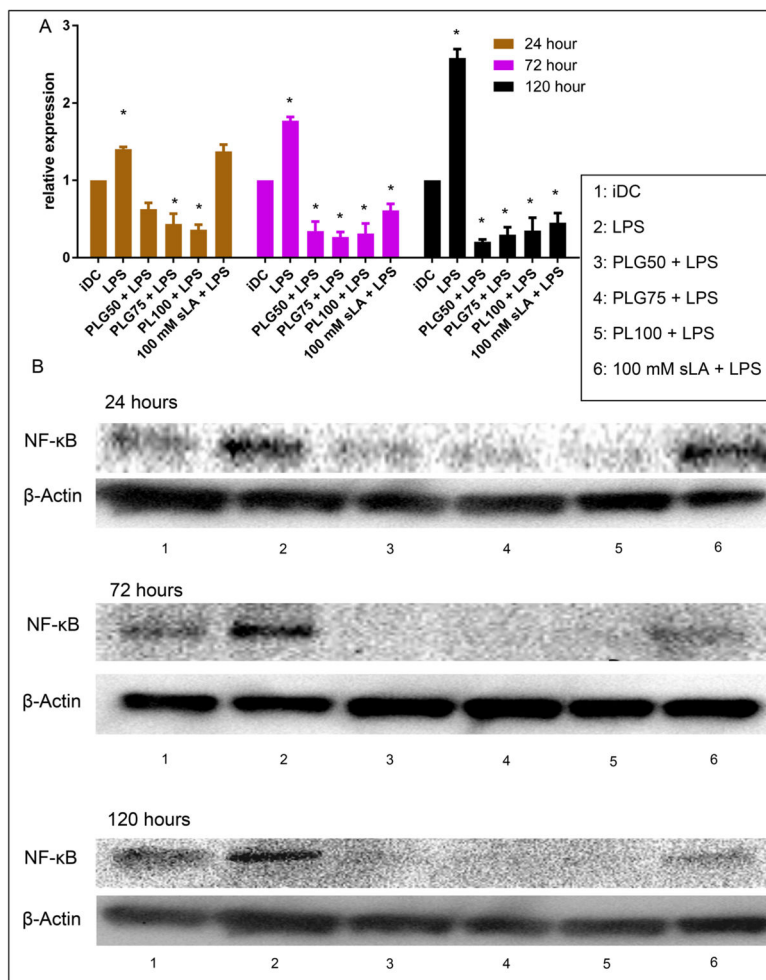 A
relative expression
3
2
1
0
24 hour
72 hour
120 hour
*
*
*
*
*
*
*
*
*
*
*
*
*
iDC
LPS
PLG50 + LPS
PLG75 + LPS
PL100 + LPS
100 mM sLA + LPS
iDC
LPS
PLG50 + LPS
PLG75 + LPS
PL100 + LPS
100 mM sLA + LPS
iDC
LPS
PLG50 + LPS
PLG75 + LPS
PL100 + LPS
100 mM sLA + LPS
1: iDC
2: LPS
3: PLG50 + LPS
4: PLG75 + LPS
5: PL100 + LPS
6: 100 mM sLA + LPS
B
24 hours
NF-κB
β-Actin
1 2 3 4 5 6
72 hours
NF-κB
β-Actin
1 2 3 4 5 6
120 hours
NF-κB
β-Actin
1 2 3 4 5 6